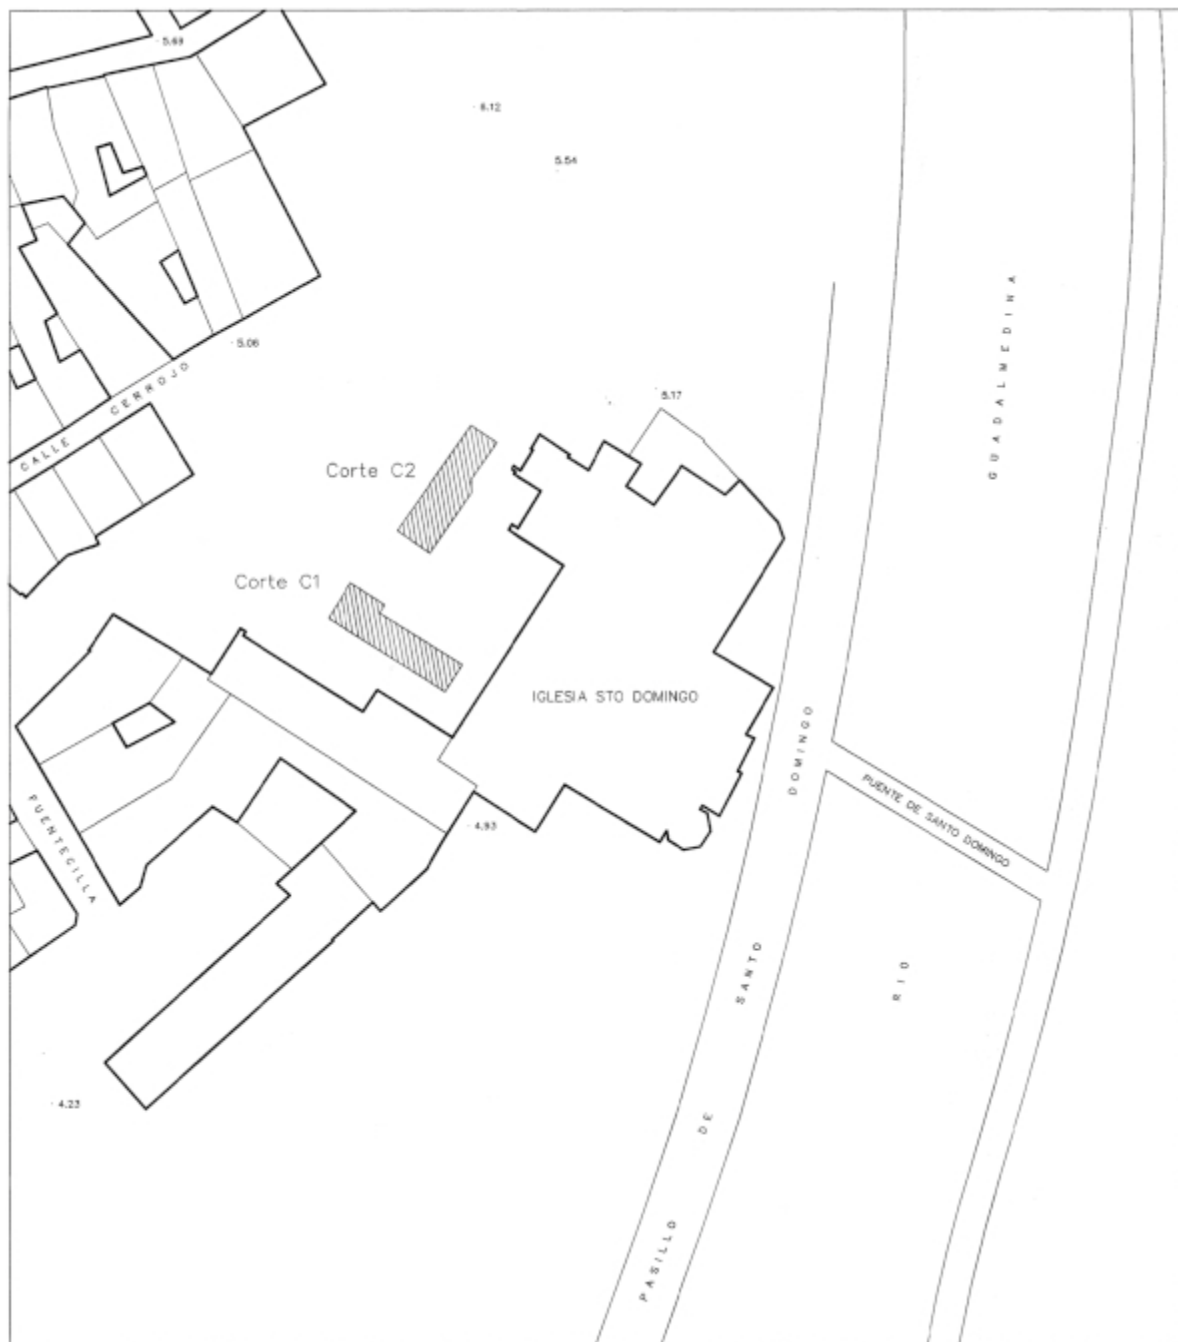 5.69
6.12
5.54
5.06
CALLE CERROJO
5.17
GUADALMEDINA
Corte C2
Corte C1
IGLESIA STO DOMINGO
PUENTE DE SANTO DOMINGO
PUENTECILLA
4.93
RIO
PASILLO DE SANTO DOMINGO
4.23